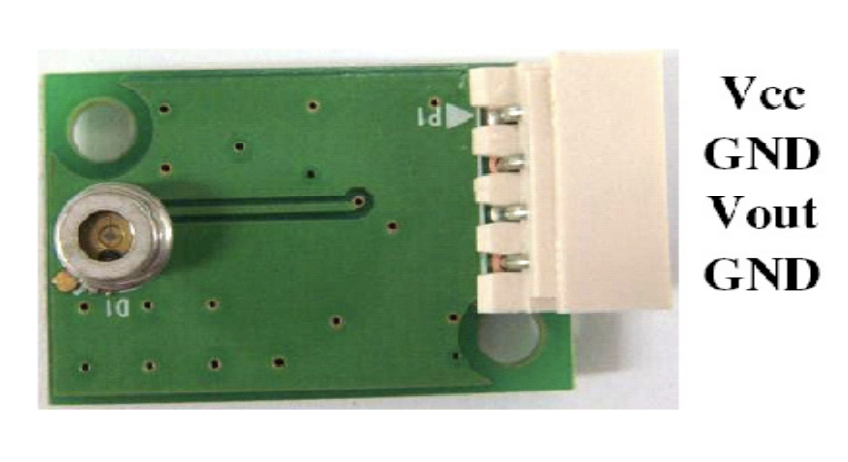 Vcc
GND
Vout
GND
P1
D1